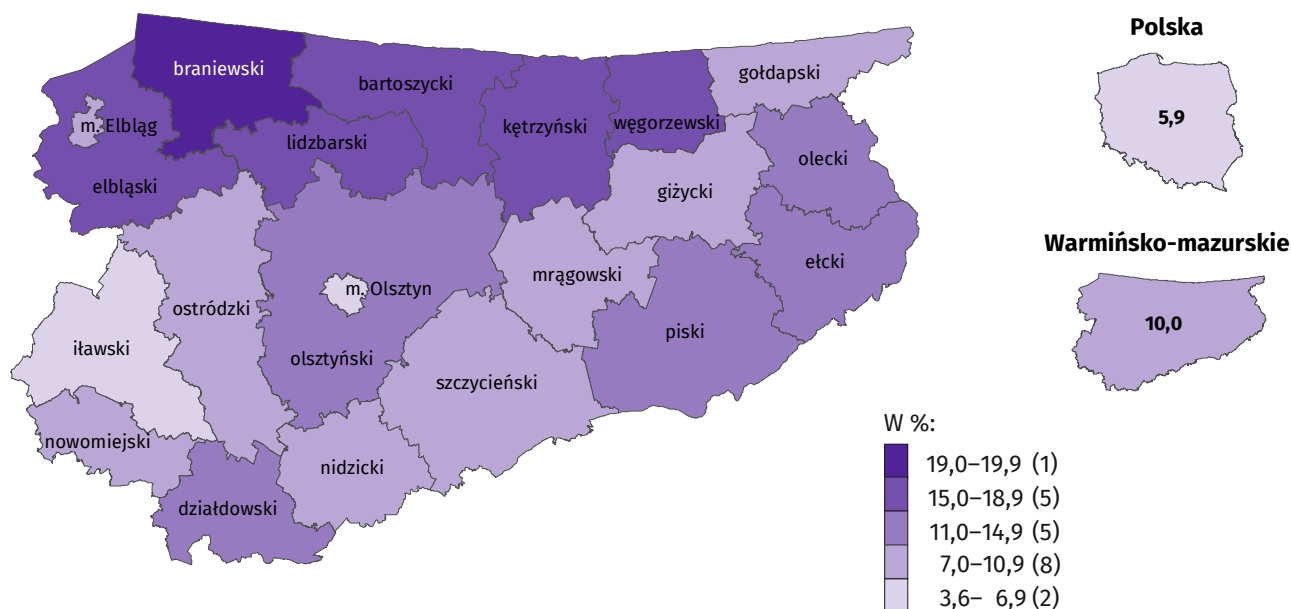 Polska
5,9
braniewski
bartoszycki
gołdapski
m. Elbląg
lidzbarski
kętrzyński
węgorzewski
olecki
elbląski
giżycki
Warmińsko-mazurskie
10,0
ełcki
mrągowski
m. Olsztyn
ostródzki
iławski
olsztyński
piski
szczycieński
nowomiejski
nidzicki
działdowski
W %:
19,0–19,9 (1)
15,0–18,9 (5)
11,0–14,9 (5)
7,0–10,9 (8)
3,6– 6,9 (2)